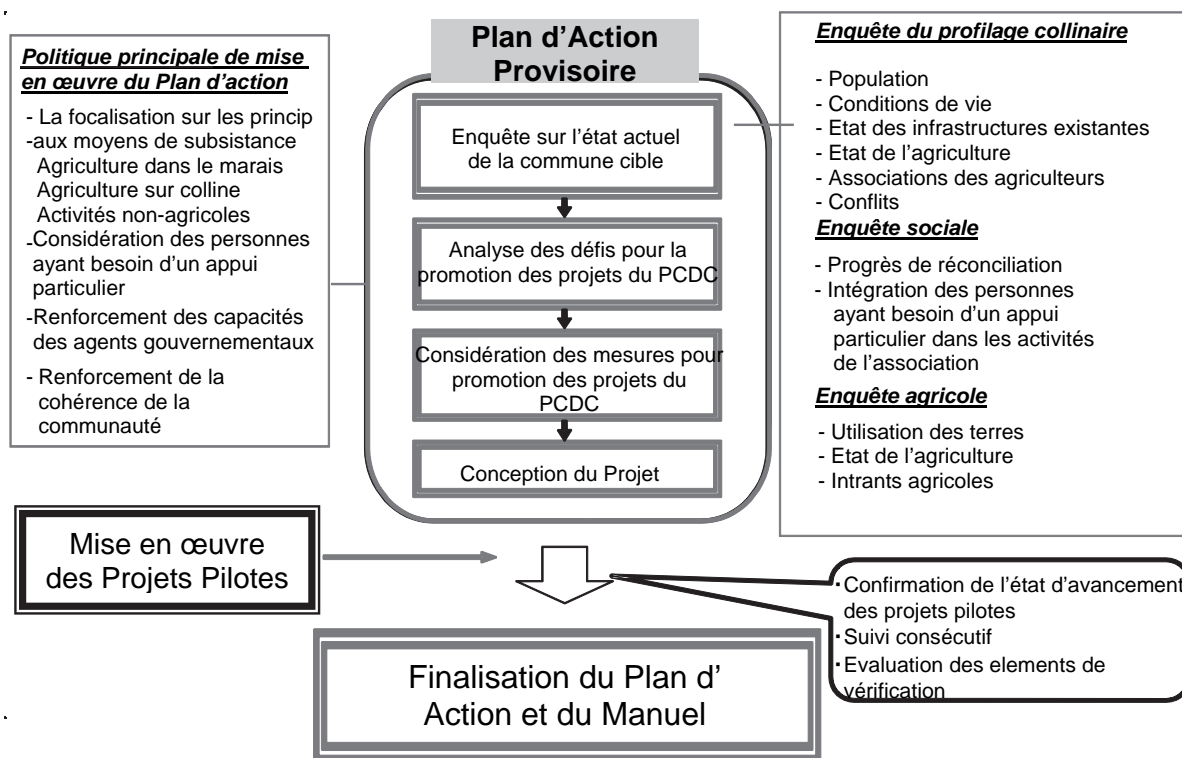 Politique principale de mise
en œuvre du Plan d'action
- La focalisation sur les princip
-aux moyens de subsistance
Agriculture dans le marais
Agriculture sur colline
Activités non-agricoles
-Considération des personnes
ayant besoin d'un appui
particulier
-Renforcement des capacités
des agents gouvernementaux
- Renforcement de la
cohérence de la
communauté
Plan d'Action
Provisoire
Enquête sur l'état actuel
de la commune cible
Analyse des défis pour la
promotion des projets du PCDC
Considération des mesures pour
promotion des projets du
PCDC
Conception du Projet
Enquête du profilage collinaire
- Population
- Conditions de vie
- Etat des infrastructures existantes
- Etat de l'agriculture
- Associations des agriculteurs
- Conflits
Enquête sociale
- Progrès de réconciliation
- Intégration des personnes
ayant besoin d'un appui
particulier dans les activités
de l'association
Enquête agricole
- Utilisation des terres
- Etat de l'agriculture
- Intrants agricoles
Mise en œuvre
des Projets Pilotes
・Confirmation de l'état d'avancement
des projets pilotes
・Suivi consécutif
・Evaluation des elements de
vérification
Finalisation du Plan d'
Action et du Manuel